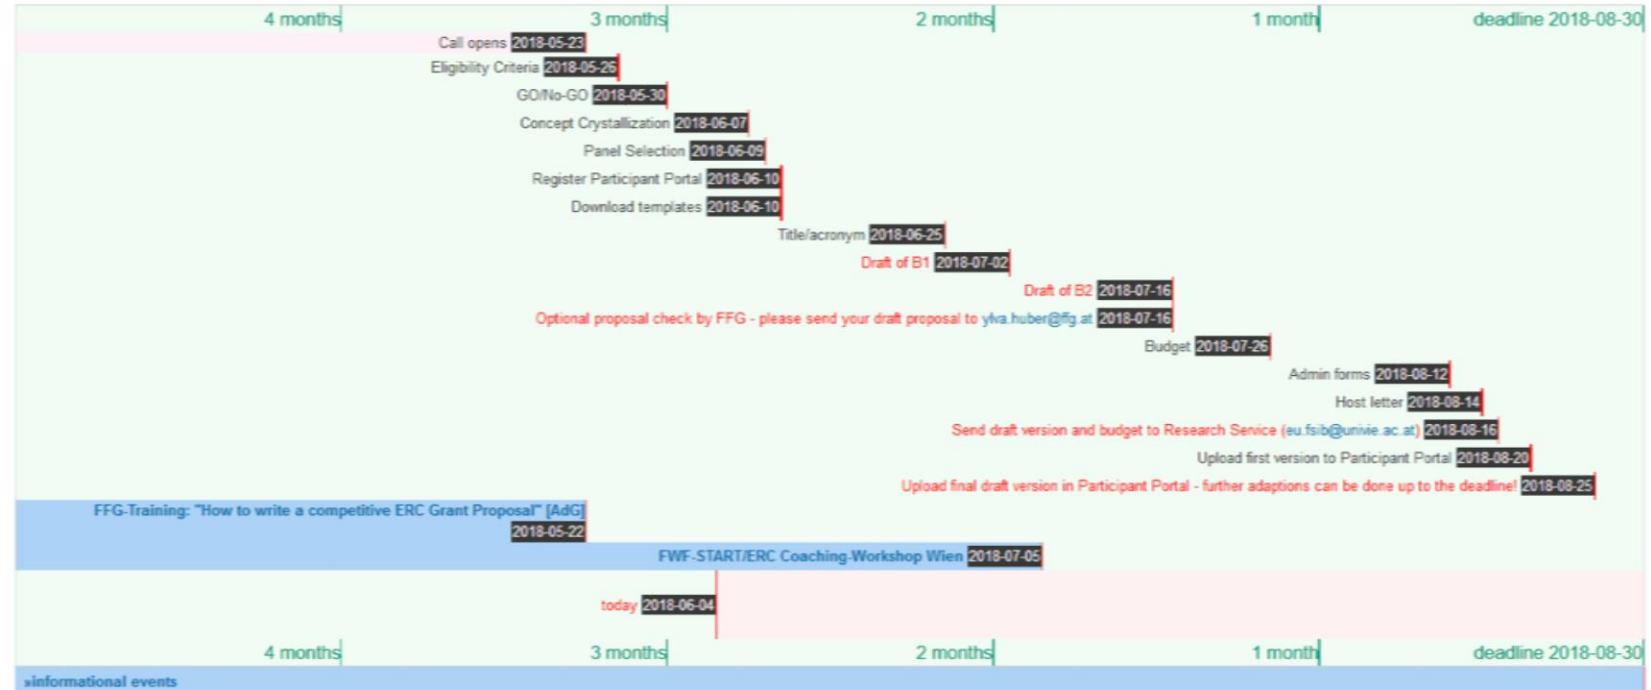 4 months 3 months 2 months 1 month deadline 2018-08-30
Call opens 2018-05-23
Eligibility Criteria 2018-05-26
GO/No-GO 2018-05-30
Concept Crystallization 2018-06-07
Panel Selection 2018-06-09
Register Participant Portal 2018-06-10
Download templates 2018-06-10
Title/acronym 2018-06-25
Draft of B1 2018-07-02
Draft of B2 2018-07-16
Optional proposal check by FFG - please send your draft proposal to ylva.huber@ffg.at 2018-07-16
Budget 2018-07-26
Admin forms 2018-08-12
Host letter 2018-08-14
Send draft version and budget to Research Service (eu.fsib@univie.ac.at) 2018-08-16
Upload first version to Participant Portal 2018-08-20
Upload final draft version in Participant Portal - further adaptions can be done up to the deadline! 2018-08-25
FFG-Training: "How to write a competitive ERC Grant Proposal" [AdG]
2018-05-22
FWF-START/ERC Coaching-Workshop Wien 2018-07-05
today 2018-06-04
4 months 3 months 2 months 1 month deadline 2018-08-30
»informational events